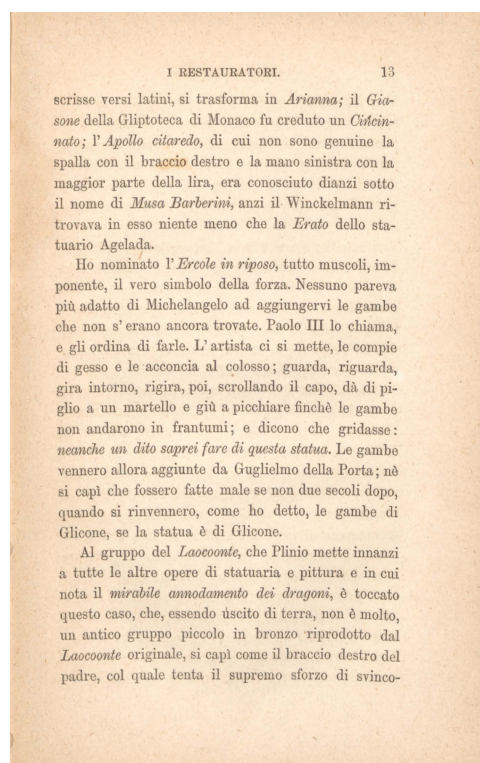 I RESTAURATORI. 13
scrisse versi latini, si trasforma in Arianna; il Gia-
sone della Gliptoteca di Monaco fu creduto un Cincin-
nato; l'Apollo citaredo, di cui non sono genuine la
spalla con il braccio destro e la mano sinistra con la
maggior parte della lira, era conosciuto dianzi sotto
il nome di Musa Barberini, anzi il Winckelmann ri-
trovava in esso niente meno che la Erato dello sta-
tuario Agelada.
Ho nominato l'Ercole in riposo, tutto muscoli, im-
ponente, il vero simbolo della forza. Nessuno pareva
più adatto di Michelangelo ad aggiungervi le gambe
che non s'erano ancora trovate. Paolo III lo chiama,
e gli ordina di farle. L'artista ci si mette, le compie
di gesso e le acconcia al colosso; guarda, riguarda,
gira intorno, rigira, poi, scrollando il capo, dà di pi-
glio a un martello e giù a picchiare finchè le gambe
non andarono in frantumi; e dicono che gridasse:
neanche un dito saprei fare di questa statua. Le gambe
vennero allora aggiunte da Guglielmo della Porta; nè
si capì che fossero fatte male se non due secoli dopo,
quando si rinvennero, come ho detto, le gambe di
Glicone, se la statua è di Glicone.
Al gruppo del Laocoonte, che Plinio mette innanzi
a tutte le altre opere di statuaria e pittura e in cui
nota il mirabile annodamento dei dragoni, è toccato
questo caso, che, essendo uscito di terra, non è molto,
un antico gruppo piccolo in bronzo riprodotto dal
Laocoonte originale, si capì come il braccio destro del
padre, col quale tenta il supremo sforzo di svinco-